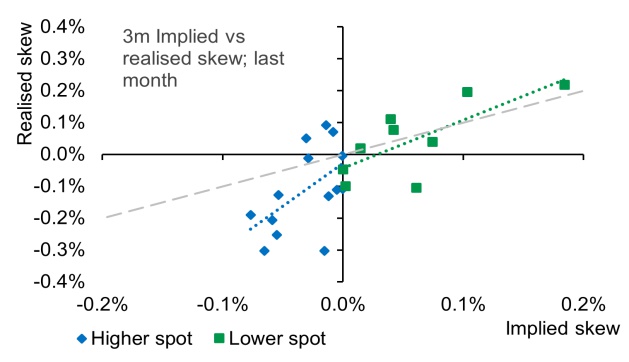 Realised skew
0.4%
0.3%
0.2%
0.1%
0.0%
-0.1%
-0.2%
-0.3%
-0.4%
3m Implied vs
realised skew; last
month
-0.2%
-0.1%
0.0%
0.1%
0.2%
Implied skew
Higher spot
Lower spot